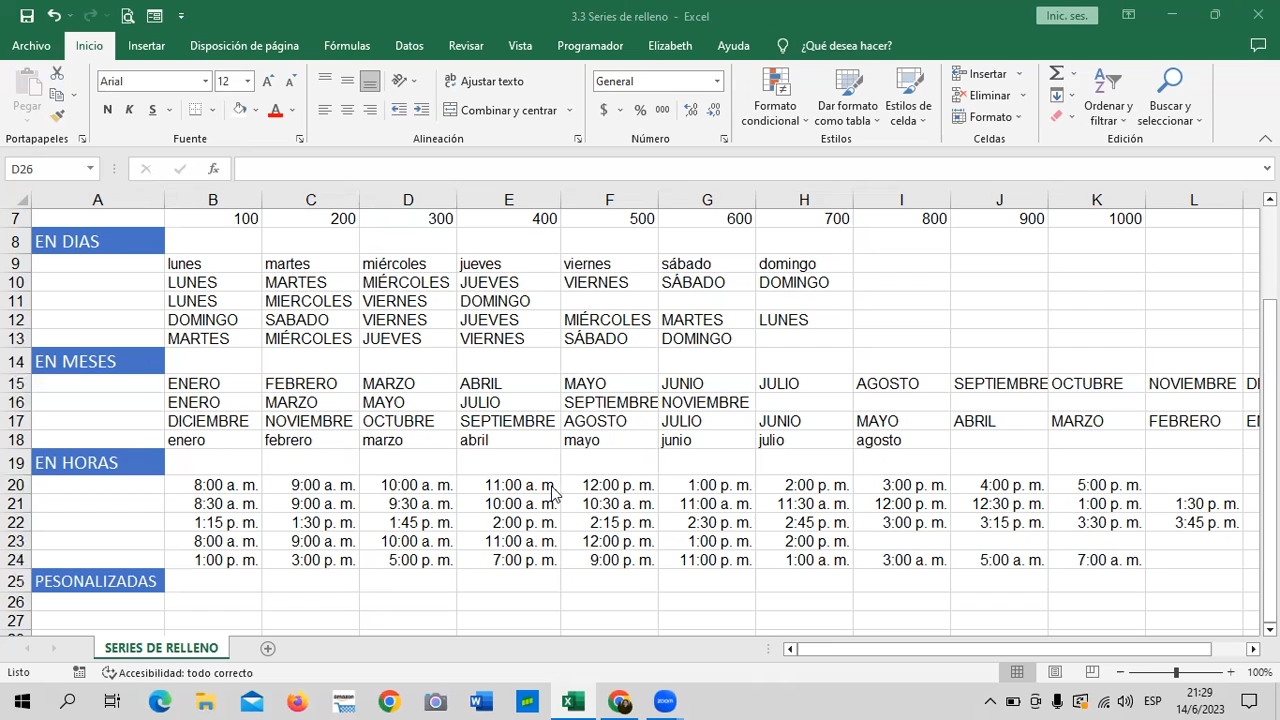 3.3 Series de relleno - Excel
Inic. ses.
Archivo Inicio Insertar Disposición de página Fórmulas Datos Revisar Vista Programador Elizabeth Ayuda ¿Qué desea hacer?
Pegar
Arial 12
Ajustar texto
Combinar y centrar
General
Formato condicional
Dar formato como tabla
Estilos de celda
Insertar
Eliminar
Formato
Ordenar y filtrar
Buscar y seleccionar
Portapapeles Fuente Alineación Número Estilos Celdas Edición
D26
A B C D E F G H I J K L
7 100 200 300 400 500 600 700 800 900 1000
8 EN DIAS
9 lunes martes miércoles jueves viernes sábado domingo
10 LUNES MARTES MIÉRCOLES JUEVES VIERNES SÁBADO DOMINGO
11 LUNES MIERCOLES VIERNES DOMINGO
12 DOMINGO SABADO VIERNES JUEVES MIÉRCOLES MARTES LUNES
13 MARTES MIÉRCOLES JUEVES VIERNES SÁBADO DOMINGO
14 EN MESES
15 ENERO FEBRERO MARZO ABRIL MAYO JUNIO JULIO AGOSTO SEPTIEMBRE OCTUBRE NOVIEMBRE
16 ENERO MARZO MAYO JULIO SEPTIEMBRE NOVIEMBRE
17 DICIEMBRE NOVIEMBRE OCTUBRE SEPTIEMBRE AGOSTO JULIO JUNIO MAYO ABRIL MARZO FEBRERO
18 enero febrero marzo abril mayo junio julio agosto
19 EN HORAS
20 8:00 a. m. 9:00 a. m. 10:00 a. m. 11:00 a. m. 12:00 p. m. 1:00 p. m. 2:00 p. m. 3:00 p. m. 4:00 p. m. 5:00 p. m.
21 8:30 a. m. 9:00 a. m. 9:30 a. m. 10:00 a. m. 10:30 a. m. 11:00 a. m. 11:30 a. m. 12:00 p. m. 12:30 p. m. 1:00 p. m. 1:30 p. m.
22 1:15 p. m. 1:30 p. m. 1:45 p. m. 2:00 p. m. 2:15 p. m. 2:30 p. m. 2:45 p. m. 3:00 p. m. 3:15 p. m. 3:30 p. m. 3:45 p. m.
23 8:00 a. m. 9:00 a. m. 10:00 a. m. 11:00 a. m. 12:00 p. m. 1:00 p. m. 2:00 p. m.
24 1:00 p. m. 3:00 p. m. 5:00 p. m. 7:00 p. m. 9:00 p. m. 11:00 p. m. 1:00 a. m. 3:00 a. m. 5:00 a. m. 7:00 a. m.
25 PESONALIZADAS
26
27
SERIES DE RELLENO
Listo Accesibilidad: todo correcto 100%
ESP 21:29
14/6/2023